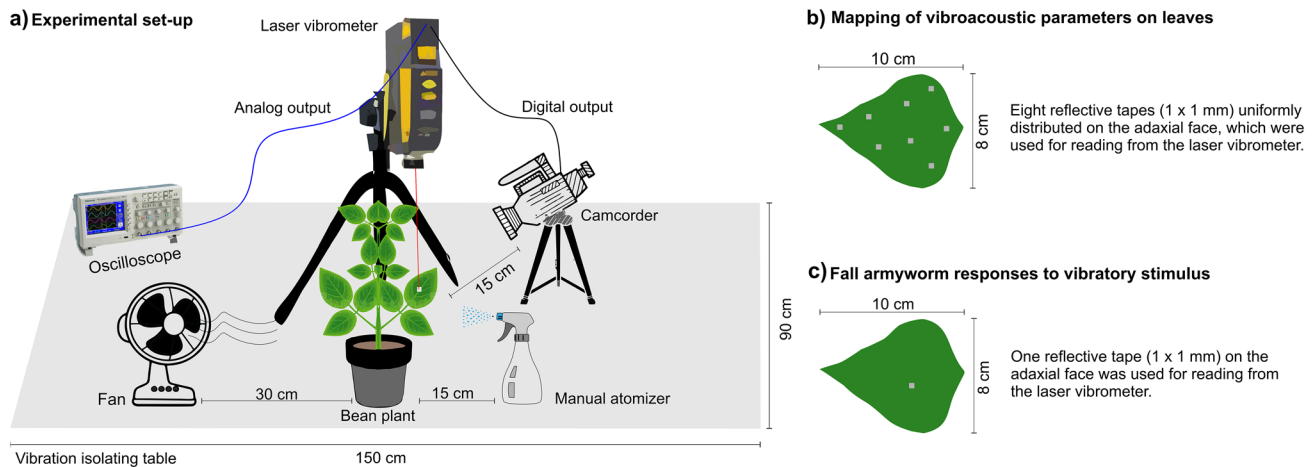 a) Experimental set-up
Laser vibrometer
Analog output
Digital output
Camcorder
Oscilloscope
15 cm
90 cm
Fan
30 cm
15 cm
Manual atomizer
Bean plant
Vibration isolating table
150 cm
b) Mapping of vibroacoustic parameters on leaves
10 cm
8 cm
Eight reflective tapes (1 x 1 mm) uniformly
distributed on the adaxial face, which were
used for reading from the laser vibrometer.
c) Fall armyworm responses to vibratory stimulus
10 cm
8 cm
One reflective tape (1 x 1 mm) on the
adaxial face was used for reading from
the laser vibrometer.